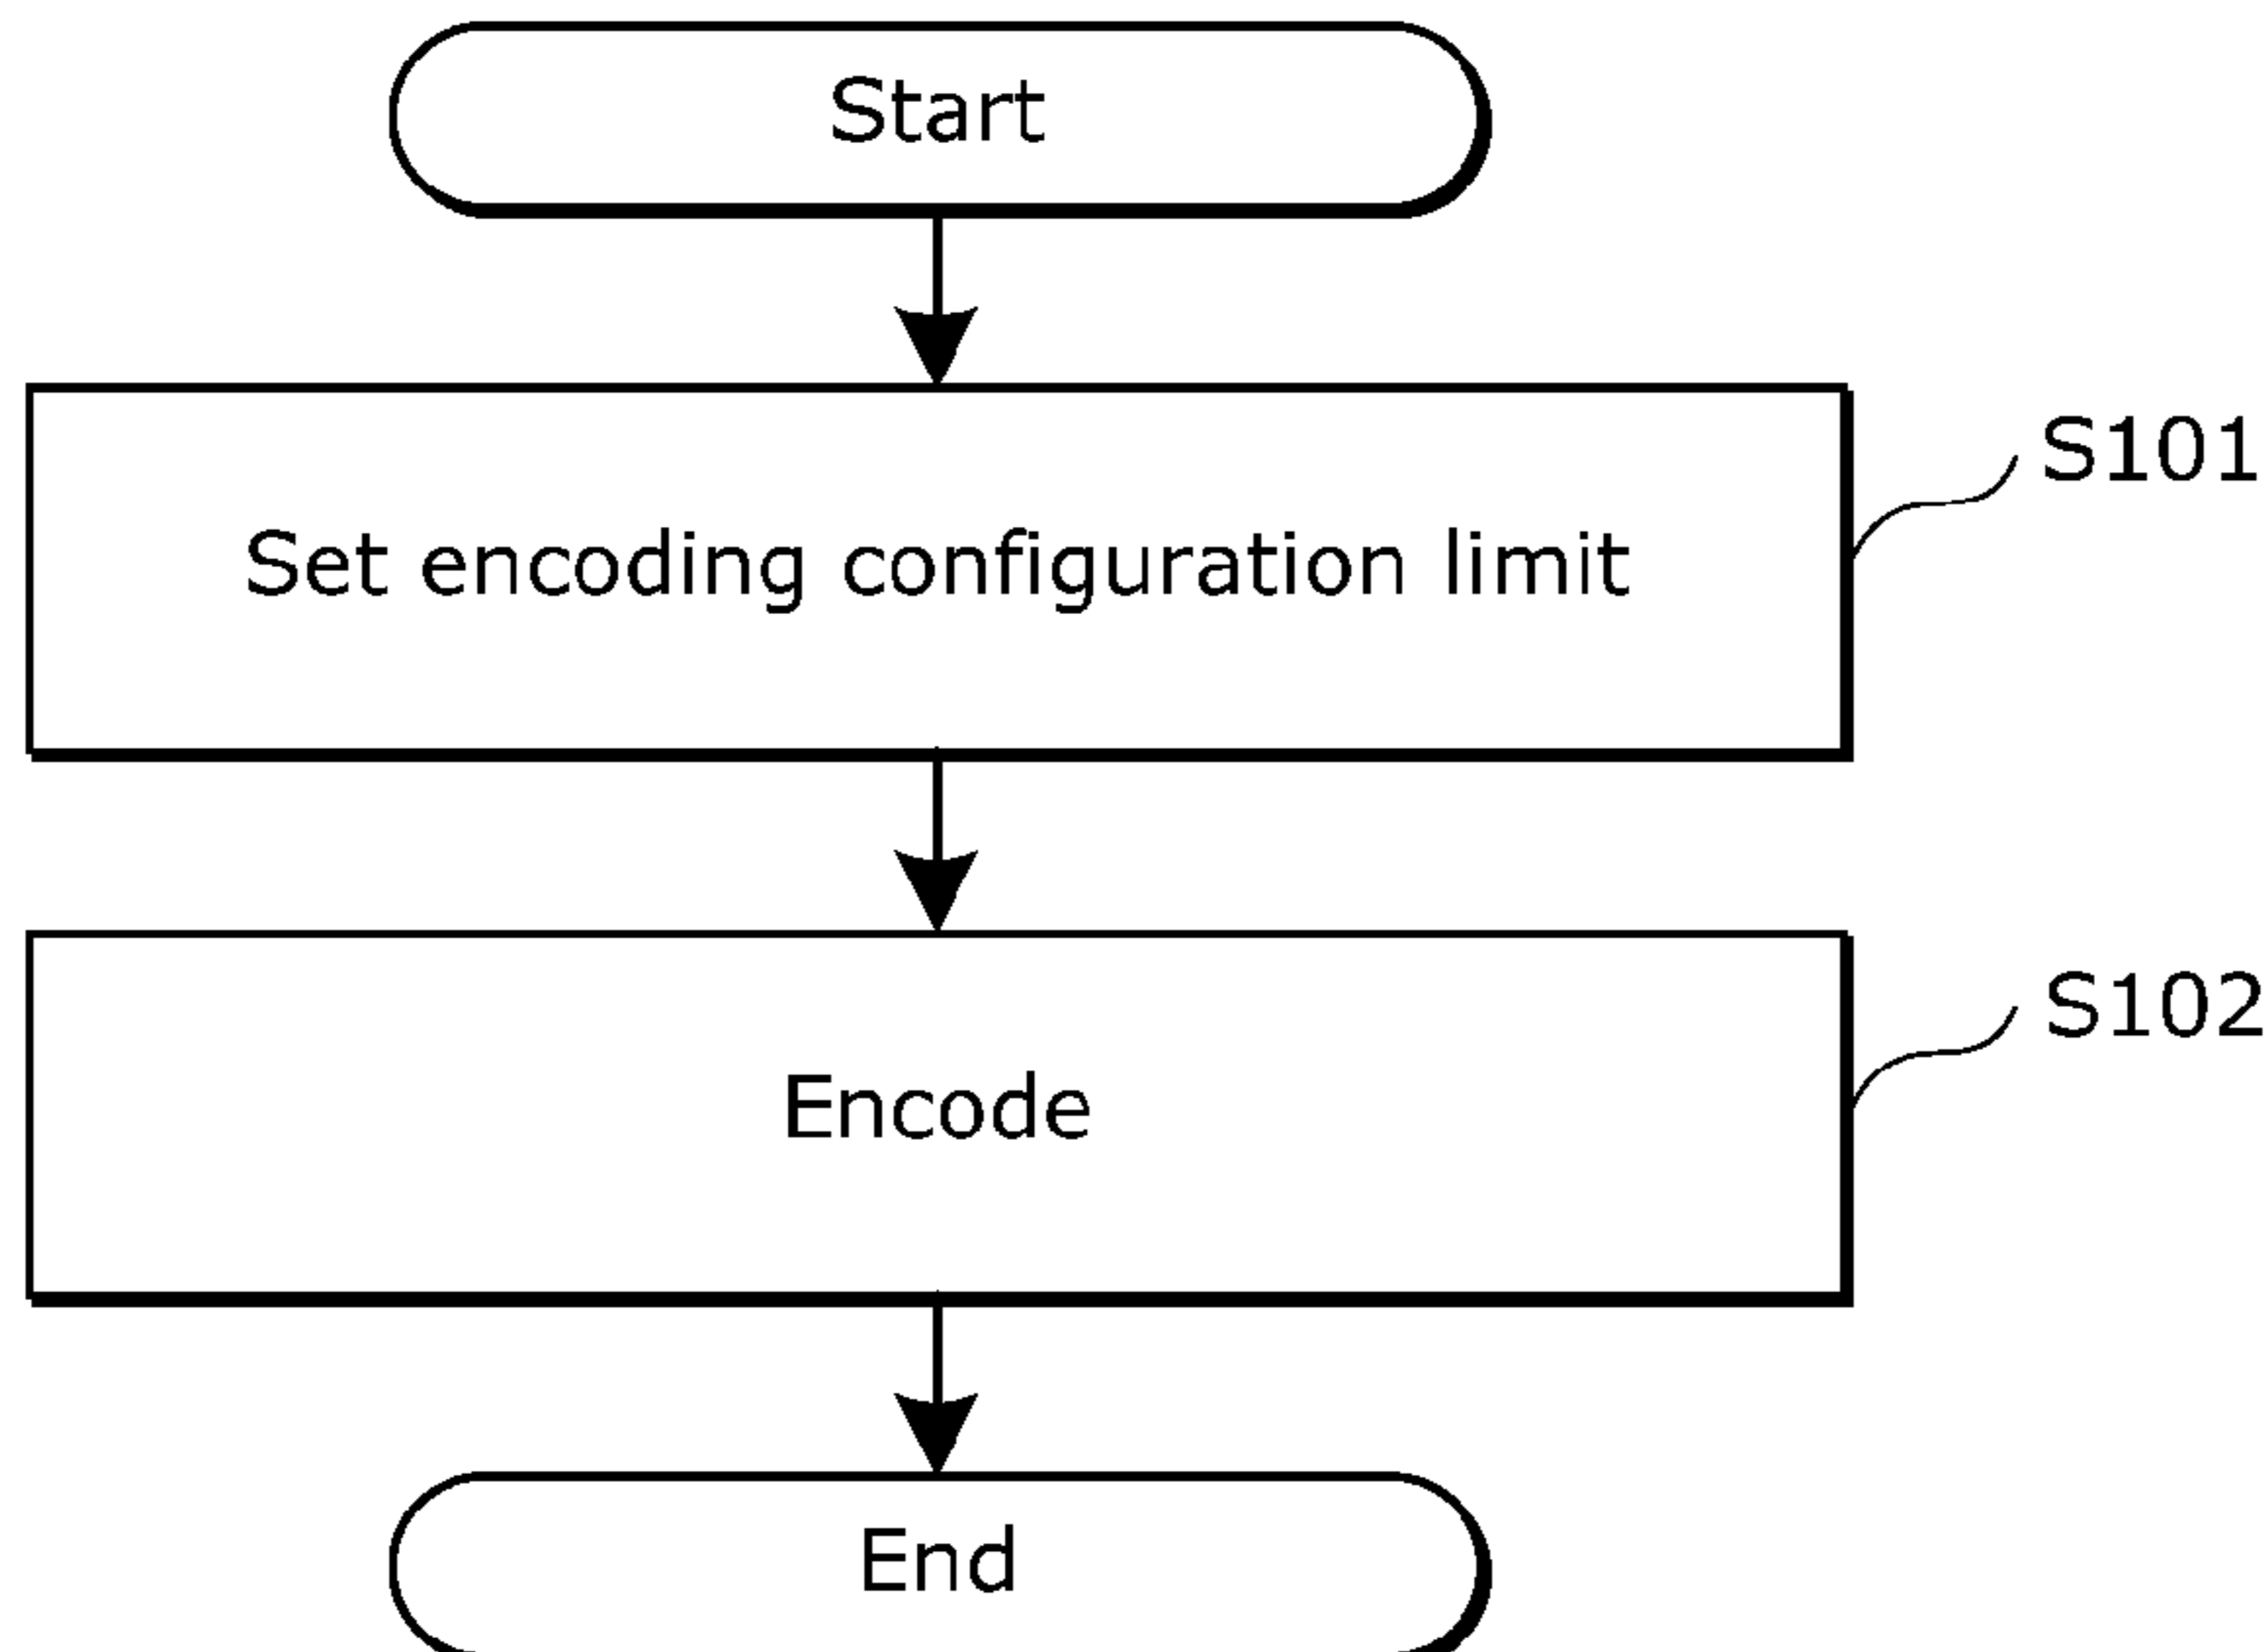 Start
S101
Set encoding configuration limit
S102
Encode
End